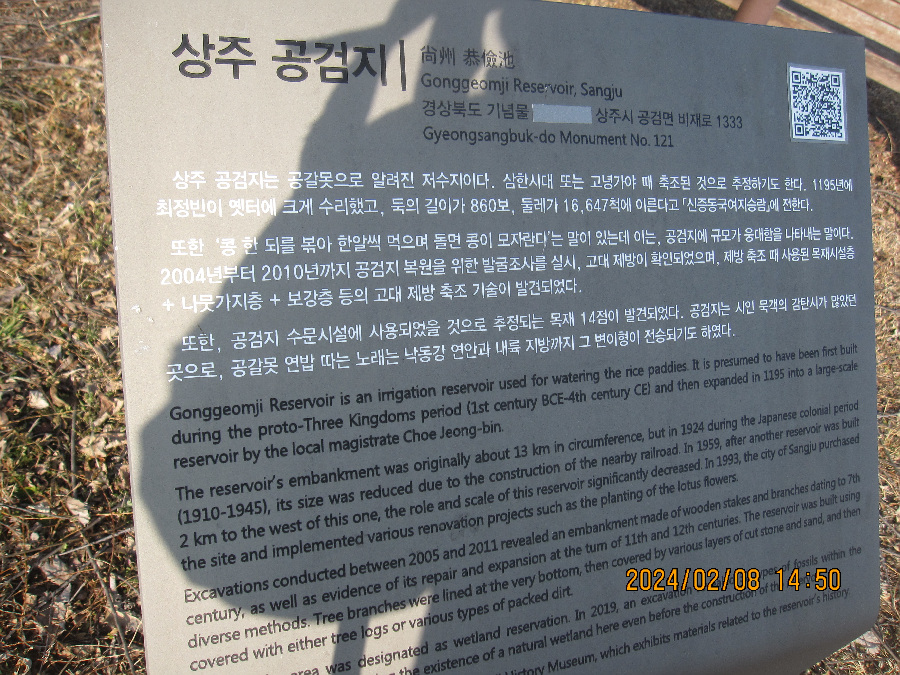 상주 공검지
尙州 恭儉池
Gonggeomji Reservoir, Sangju
경상북도 기념물 상주시 공검면 비재로 1333
Gyeongsangbuk-do Monument No. 121
상주 공검지는 공갈못으로 알려진 저수지이다. 삼한시대 또는 고녕가야 때 축조된 것으로 추정하기도 한다. 1195년에
최정빈이 옛터에 크게 수리했고, 둑의 길이가 860보, 둘레가 16,647척에 이른다고 「신증동국여지승람」에 전한다.
또한 '콩 한 되를 볶아 한알씩 먹으며 돌면 콩이 모자란다'는 말이 있는데 이는, 공검지에 규모가 웅대함을 나타내는 말이다.
2004년부터 2010년까지 공검지 복원을 위한 발굴조사를 실시, 고대 제방이 확인되었으며, 제방 축조 때 사용된 목재시설층
+ 나뭇가지층 + 보강층 등의 고대 제방 축조 기술이 발견되었다.
또한, 공검지 수문시설에 사용되었을 것으로 추정되는 목재 14점이 발견되었다. 공검지는 시인 묵객의 감탄시가 많았던
곳으로, 공갈못 연밥 따는 노래는 낙동강 연안과 내륙 지방까지 그 변이형이 전승되기도 하였다.
Gonggeomji Reservoir is an irrigation reservoir used for watering the rice paddies. It is presumed to have been first built
during the proto-Three Kingdoms period (1st century BCE-4th century CE) and then expanded in 1195 into a large-scale
reservoir by the local magistrate Choe Jeong-bin.
The reservoir's embankment was originally about 13 km in circumference, but in 1924 during the Japanese colonial period
(1910-1945), its size was reduced due to the construction of the nearby railroad. In 1959, after another reservoir was built
2 km to the west of this one, the role and scale of this reservoir significantly decreased. In 1993, the city of Sangju purchased
the site and implemented various renovation projects such as the planting of the lotus flowers.
Excavations conducted between 2005 and 2011 revealed an embankment made of wooden stakes and branches dating to 7th
century, as well as evidence of its repair and expansion at the turn of 11th and 12th centuries. The reservoir was built using
diverse methods. Tree branches were lined at the very bottom, then covered by various layers of cut stone and sand, and then
covered with either tree logs or various types of packed dirt.
area was designated as wetland reservation. In 2019, an excavation types of fossils within the
the existence of a natural wetland here even before the construction of the
History Museum, which exhibits materials related to the reservoir's history.
2024/02/08 14:50